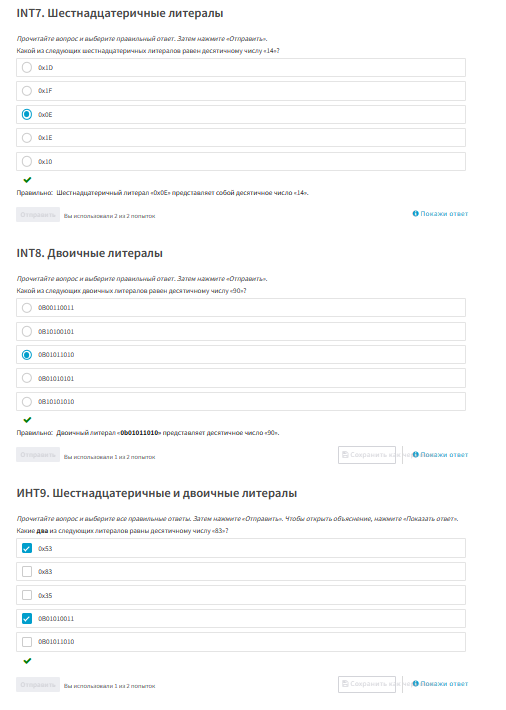 INT7. Шестнадцатеричные литералы
Прочитайте вопрос и выберите правильный ответ. Затем нажмите «Отправить».
Какой из следующих шестнадцатеричных литералов равен десятичному числу «14»?
0x1D
0x1F
0x0E
0x1E
0x10
Правильно: Шестнадцатеричный литерал «0x0E» представляет собой десятичное число «14».
Отправить
Вы использовали 2 из 2 попыток
Покажи ответ
INT8. Двоичные литералы
Прочитайте вопрос и выберите правильный ответ. Затем нажмите «Отправить».
Какой из следующих двоичных литералов равен десятичному числу «90»?
0B00110011
0B10100101
0B01011010
0B01010101
0B10101010
Правильно: Двоичный литерал «0b01011010» представляет десятичное число «90».
Отправить
Вы использовали 1 из 2 попыток
Сохранить как
Покажи ответ
ИНТ9. Шестнадцатеричные и двоичные литералы
Прочитайте вопрос и выберите все правильные ответы. Затем нажмите «Отправить». Чтобы открыть объяснение, нажмите «Показать ответ».
Какие два из следующих литералов равны десятичному числу «83»?
0x53
0x83
0x35
0B01010011
0B01011010
Отправить
Вы использовали 1 из 2 попыток
Сохранить как
Покажи ответ